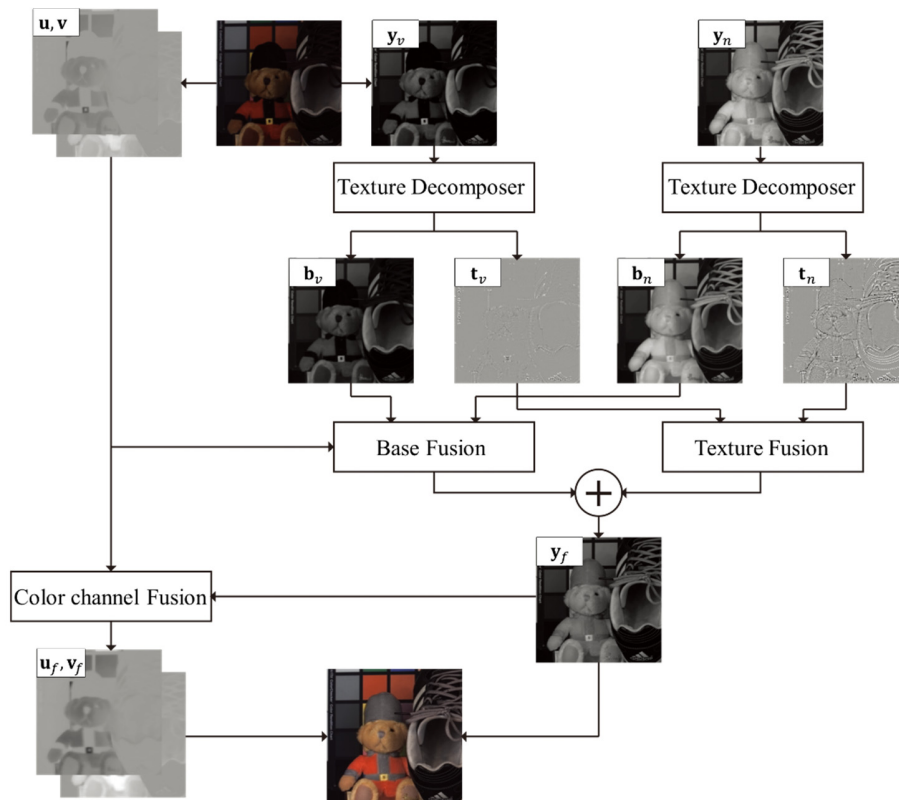 u, v
y_v
y_n
Texture Decomposer
Texture Decomposer
b_v
t_v
b_n
t_n
Base Fusion
Texture Fusion
+
y_f
Color channel Fusion
u_f, v_f